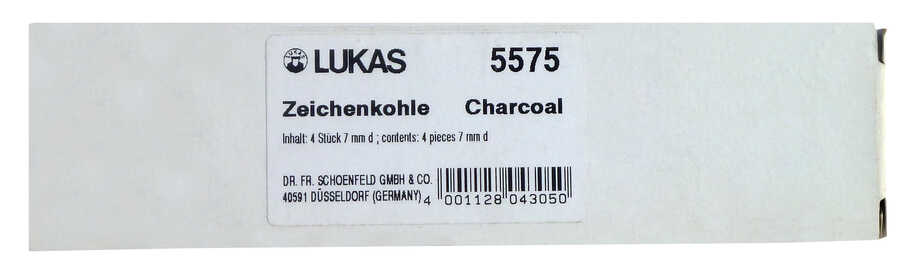 LUKAS LUKAS 5575
Zeichenkohle Charcoal
Inhalt: 4 Stück 7 mm d ; contents: 4 pieces 7 mm d
DR. FR. SCHOENFELD GMBH & CO.
40591 DÜSSELDORF (GERMANY)
4 001128 043050